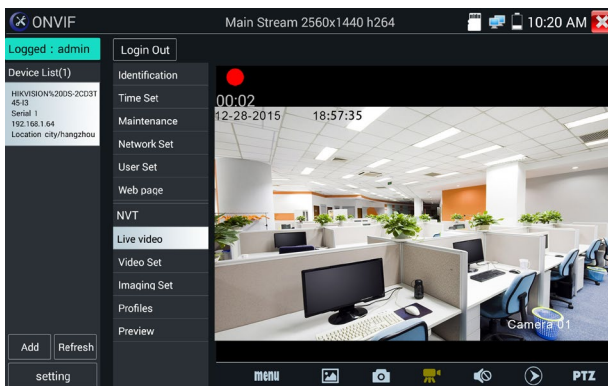 ONVIF
Main Stream 2560x1440 h264
10:20 AM
Logged : admin
Login Out
Device List(1)
HIKVISION%20DS-2CD3T
45-I3
Serial 1
192.168.1.64
Location city/hangzhou
Identification
Time Set
Maintenance
Network Set
User Set
Web page
NVT
Live video
Video Set
Imaging Set
Profiles
Preview
00:02
12-28-2015 18:57:35
Camera 01
Add
Refresh
setting
menu
PTZ